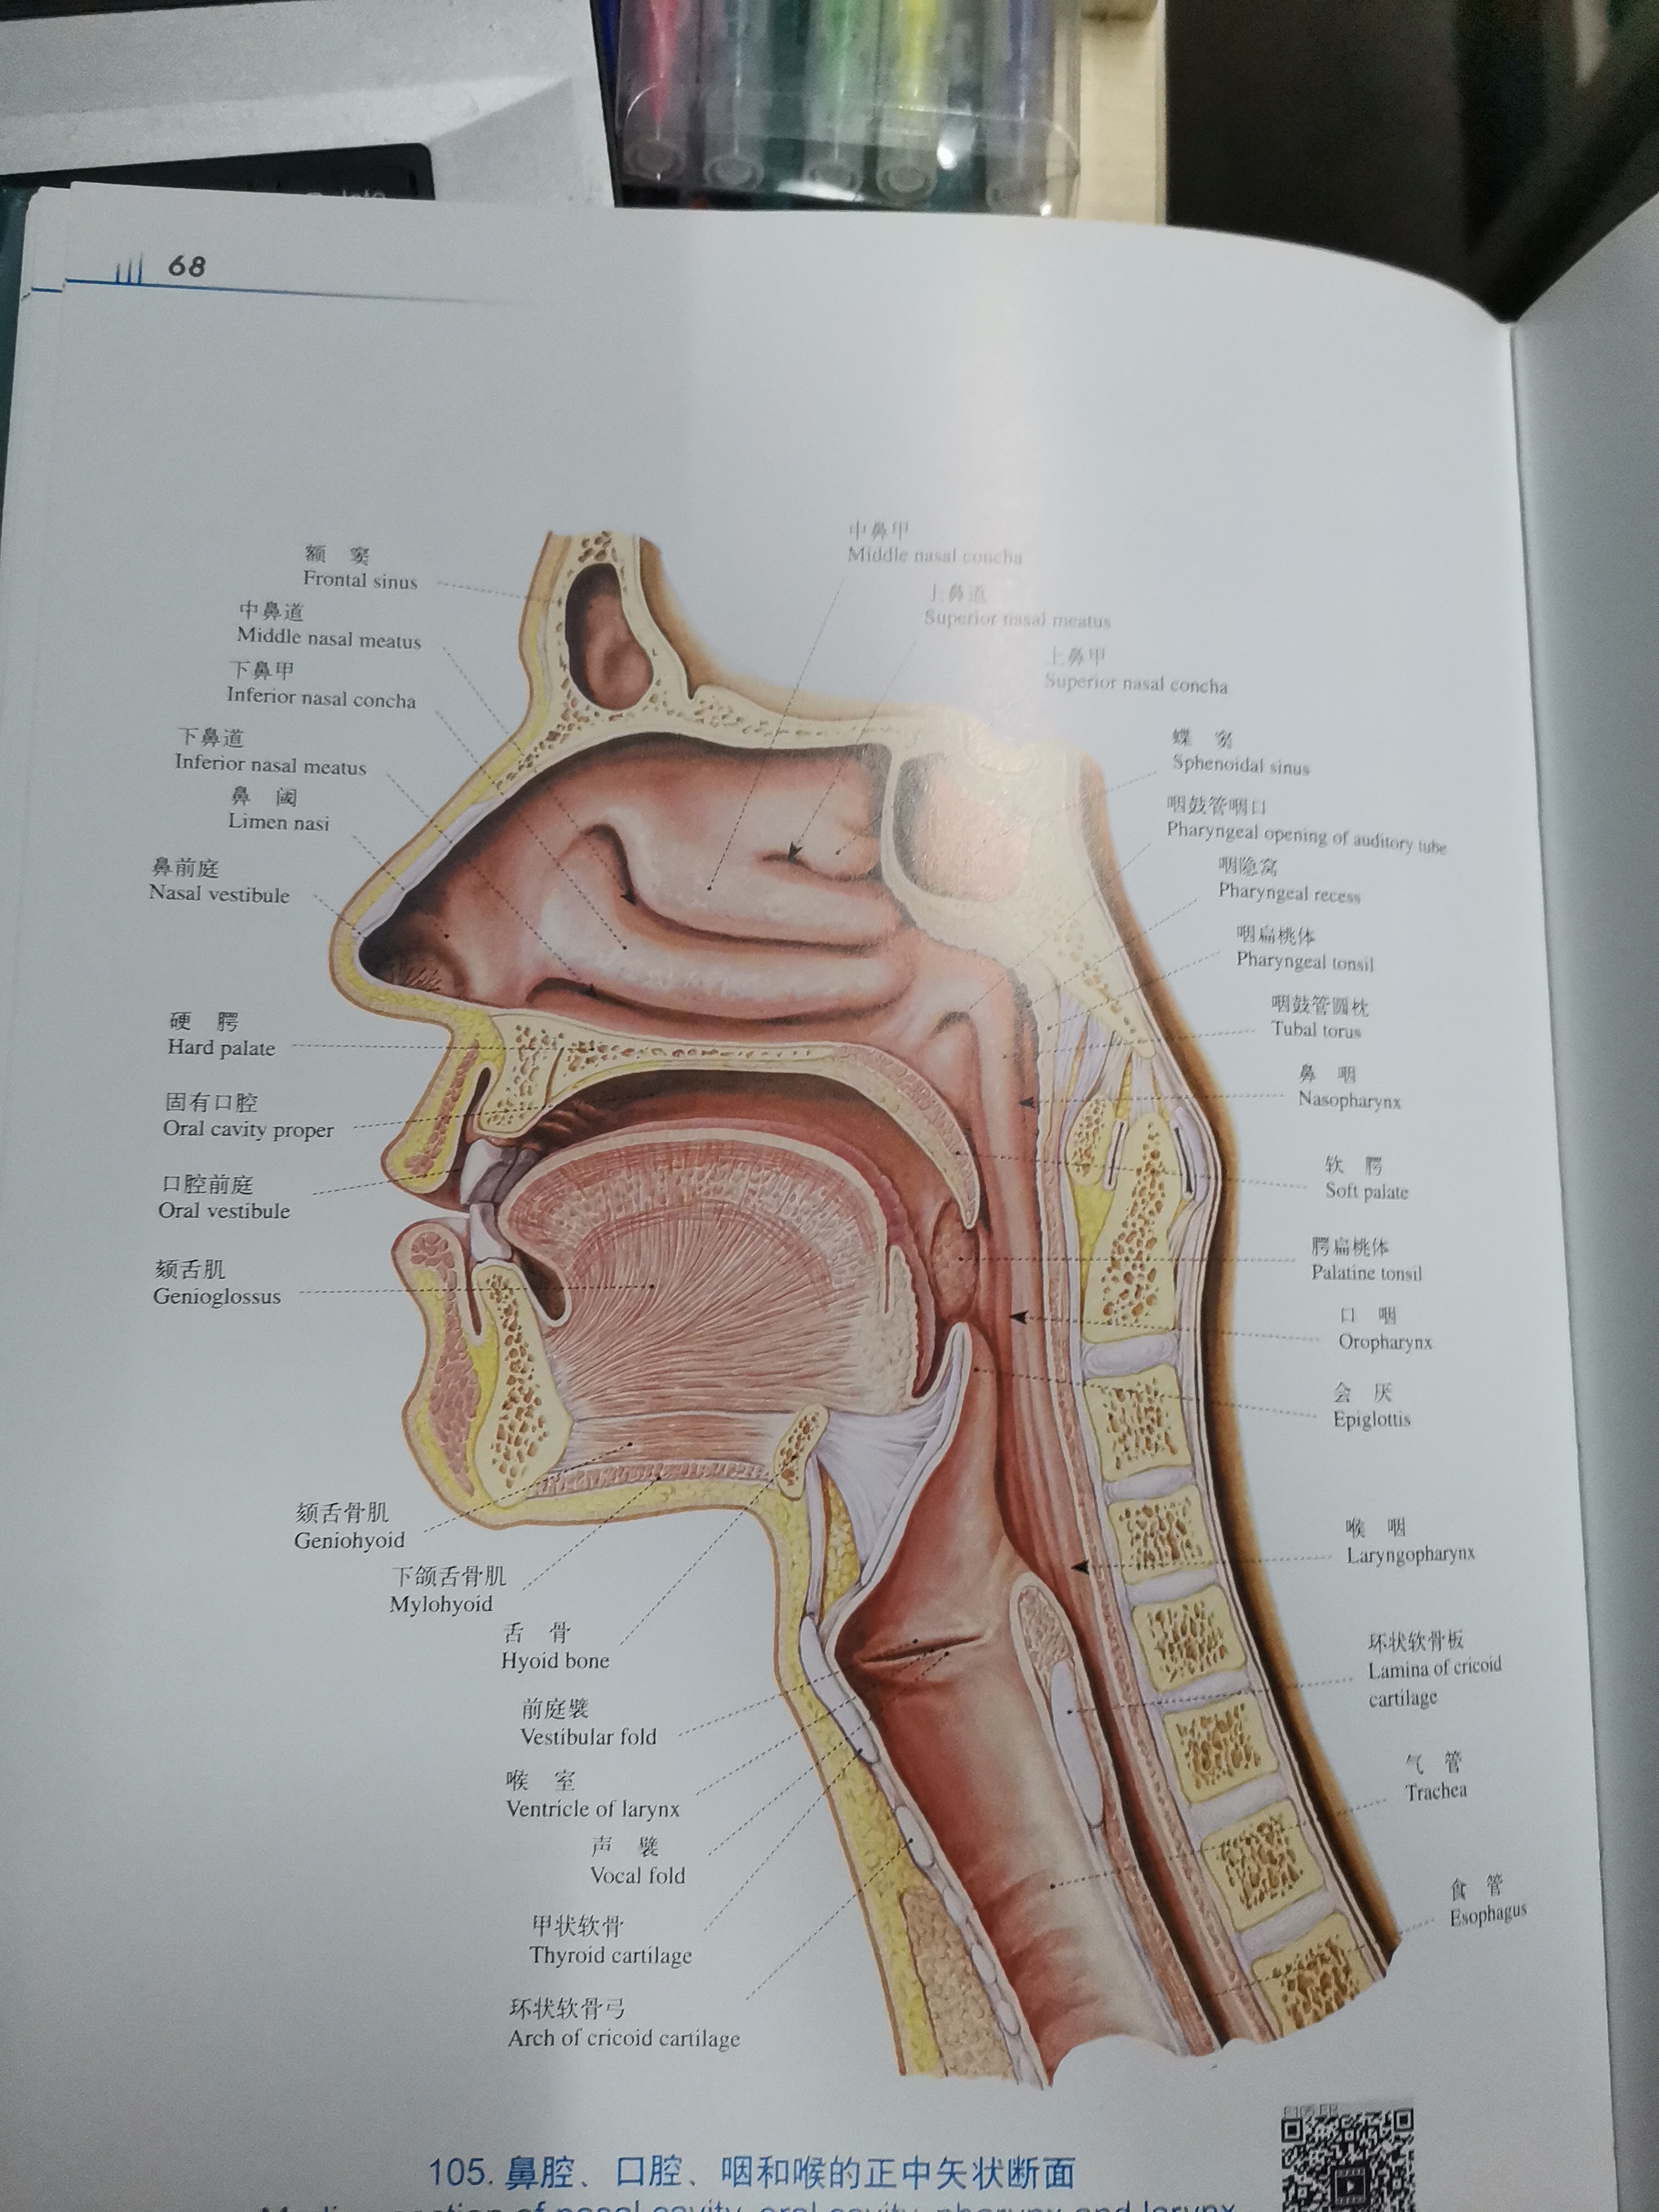 68
额 窦
Frontal sinus
中鼻道
Middle nasal meatus
下鼻甲
Inferior nasal concha
下鼻道
Inferior nasal meatus
鼻 阈
Limen nasi
鼻前庭
Nasal vestibule
硬 腭
Hard palate
固有口腔
Oral cavity proper
口腔前庭
Oral vestibule
颏舌肌
Genioglossus
颏舌骨肌
Geniohyoid
下颌舌骨肌
Mylohyoid
舌 骨
Hyoid bone
前庭襞
Vestibular fold
喉 室
Ventricle of larynx
声 襞
Vocal fold
甲状软骨
Thyroid cartilage
环状软骨弓
Arch of cricoid cartilage
中鼻甲
Middle nasal concha
上鼻道
Superior nasal meatus
上鼻甲
Superior nasal concha
蝶 窦
Sphenoidal sinus
咽鼓管咽口
Pharyngeal opening of auditory tube
咽隐窝
Pharyngeal recess
咽扁桃体
Pharyngeal tonsil
咽鼓管圆枕
Tubal torus
鼻 咽
Nasopharynx
软 腭
Soft palate
腭扁桃体
Palatine tonsil
口 咽
Oropharynx
会 厌
Epiglottis
喉 咽
Laryngopharynx
环状软骨板
Lamina of cricoid
cartilage
气 管
Trachea
食 管
Esophagus
105. 鼻腔、口腔、咽和喉的正中矢状断面
section of nasal cavity, oral cavity, pharynx and larynx